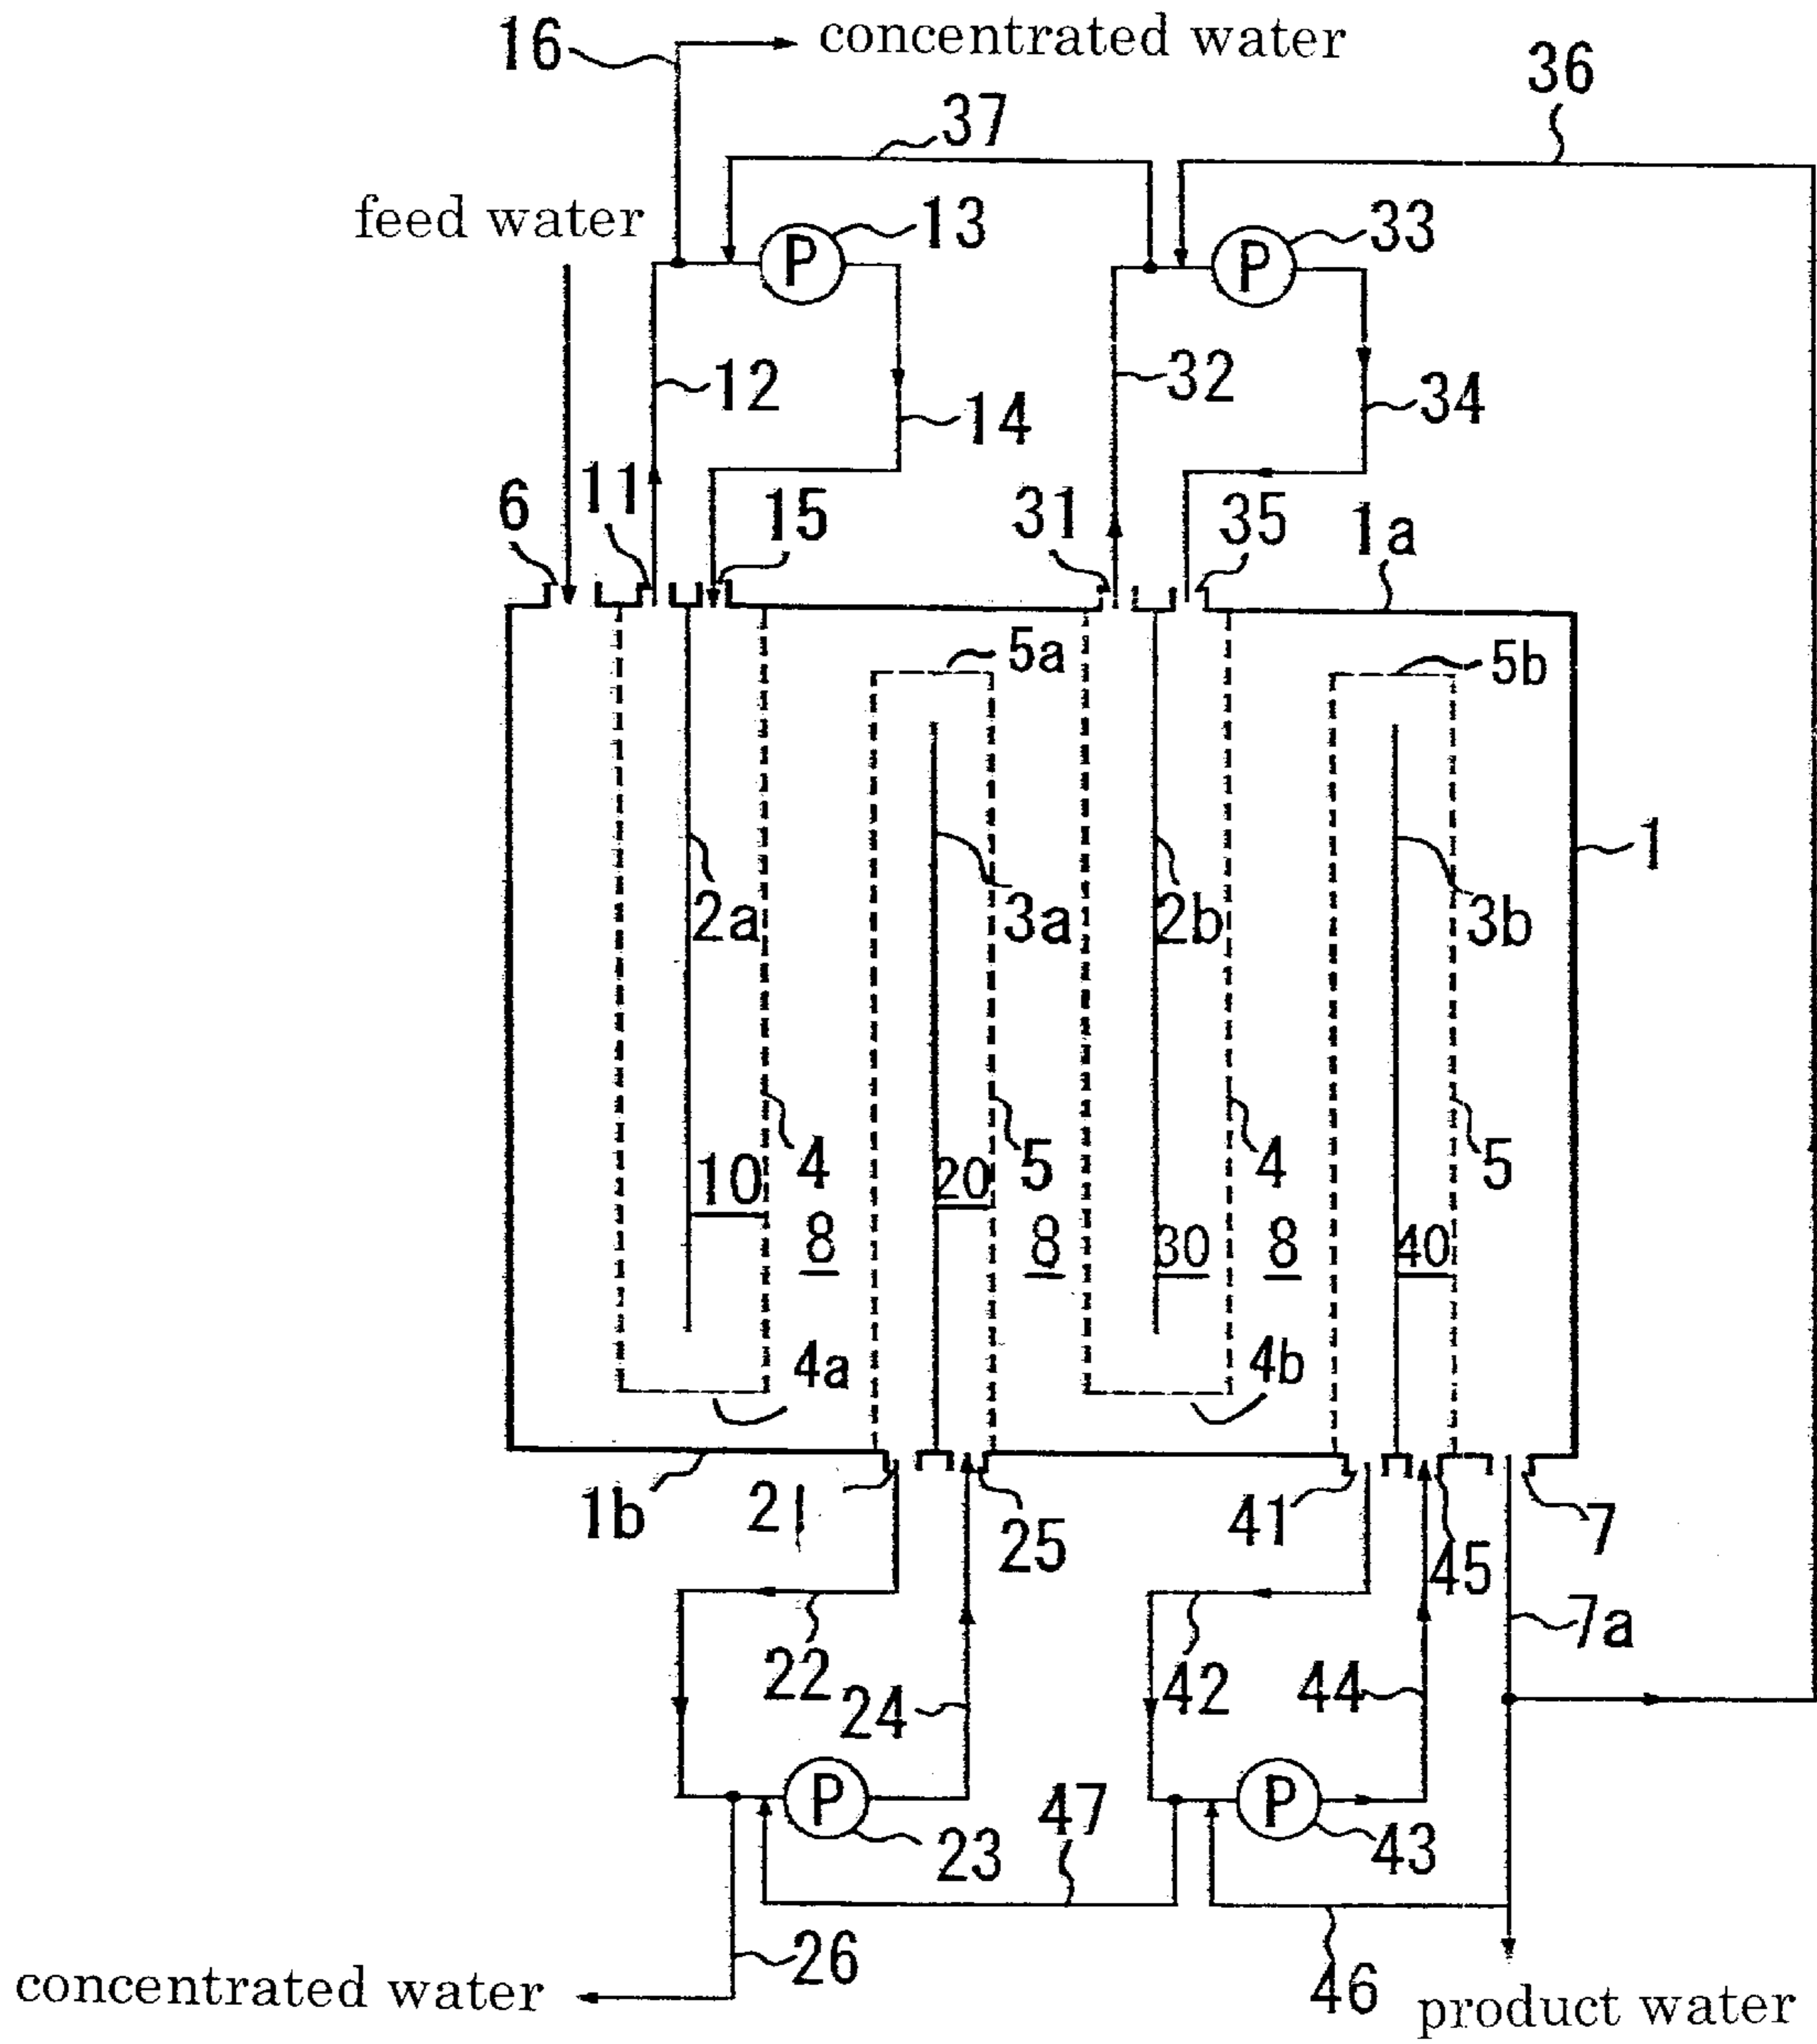 16
concentrated water
36
37
feed water
13
33
P
P
12
32
14
34
6
11
15
31
35
1a
5a
5b
1
2a
3a
2b
3b
4
5
4
5
10
20
8
8
30
8
40
4a
4b
1b
21
25
41
45
7
7a
22
24
42
44
P
23
47
P
43
26
46
concentrated water
product water